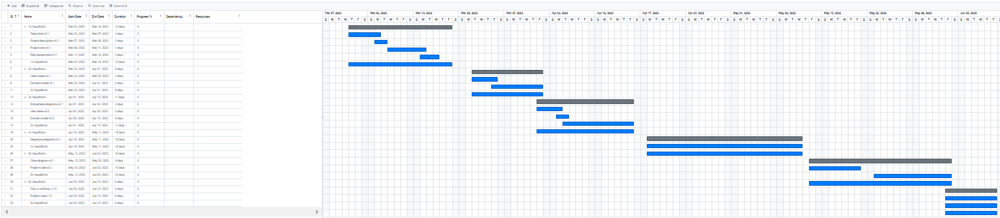 Add Expand all Collapse all Zoom in Zoom out Zoom to fit
ID Name Start Date End Date Duration Progress % Dependency Resources
Feb 27, 2022 Mar 06, 2022 Mar 13, 2022 Mar 20, 2022 Mar 27, 2022 Apr 03, 2022 Apr 10, 2022 Apr 17, 2022 Apr 24, 2022 May 01, 2022 May 08, 2022 May 15, 2022 May 22, 2022 May 29, 2022 Jun 05, 2022
S M T W T F S S M T W T F S S M T W T F S S M T W T F S S M T W T F S S M T W T F S S M T W T F S S M T W T F S S M T W T F S S M T W T F S S M T W T F S S M T W T F S S M T W T F S S M T W T F S S M T W T F
1 1ο παραδοτέο Mar 03, 2022 Mar 18, 2022 12 days 0
2 Team-plan-v0.1 Mar 03, 2022 Mar 07, 2022 3 days 0
3 Project-description-v0.1 Mar 07, 2022 Mar 08, 2022 2 days 0
4 Project-plan-v0.1 Mar 09, 2022 Mar 14, 2022 4 days 0
5 Risk-assessment-v0.1 Mar 14, 2022 Mar 16, 2022 3 days 0
6 1ο παραδοτέο Mar 03, 2022 Mar 18, 2022 12 days 0
7 2ο παραδοτέο Mar 22, 2022 Apr 01, 2022 9 days 0
8 Uses-cases-v0.1 Mar 22, 2022 Mar 25, 2022 4 days 0
9 Domain-model-v0.1 Mar 25, 2022 Apr 01, 2022 6 days 0
11 2ο παραδοτέο Mar 22, 2022 Apr 01, 2022 9 days 0
13 3ο παραδοτέο Apr 01, 2022 Apr 15, 2022 11 days 0
14 Robustness-diagrams-v0.1 Apr 01, 2022 Apr 04, 2022 2 days 0
15 Use-cases-v0.2 Apr 04, 2022 Apr 05, 2022 2 days 0
16 Domain-model-v0.2 Apr 05, 2022 Apr 15, 2022 9 days 0
17 3ο παραδοτέο Apr 01, 2022 Apr 15, 2022 11 days 0
19 4ο παραδοτέο Apr 18, 2022 May 11, 2022 18 days 0
20 Sequence-diagrams-v0.1 Apr 18, 2022 May 11, 2022 18 days 0
25 4ο παραδοτέο Apr 18, 2022 May 11, 2022 18 days 0
26 5ο παραδοτέο May 13, 2022 Jun 03, 2022 16 days 0
27 Class-diagram-v0.1 May 13, 2022 May 20, 2022 6 days 0
28 Project-code-v0.x May 23, 2022 Jun 03, 2022 10 days 0
29 5ο παραδοτέο May 13, 2022 Jun 03, 2022 16 days 0
30 6ο παραδοτέο Jun 03, 2022 Jun 10, 2022 6 days 0
31 Όλες οι εκδόσεις v1.0 Jun 03, 2022 Jun 10, 2022 6 days 0
32 Project-code-v1.0 Jun 03, 2022 Jun 10, 2022 6 days 0
33 6ο παραδοτέο Jun 03, 2022 Jun 10, 2022 6 days 0